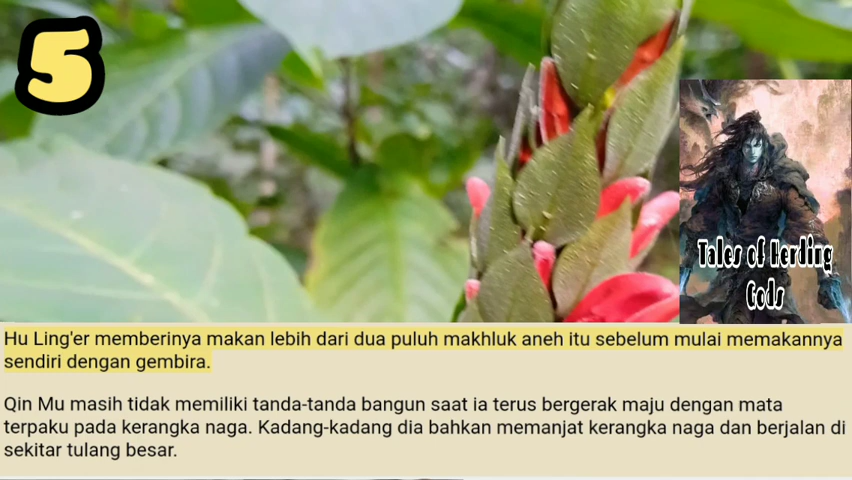 5
Tales of Herding
Gods
Hu Ling'er memberinya makan lebih dari dua puluh makhluk aneh itu sebelum mulai memakannya
sendiri dengan gembira.
Qin Mu masih tidak memiliki tanda-tanda bangun saat ia terus bergerak maju dengan mata
terpaku pada kerangka naga. Kadang-kadang dia bahkan memanjat kerangka naga dan berjalan di
sekitar tulang besar.